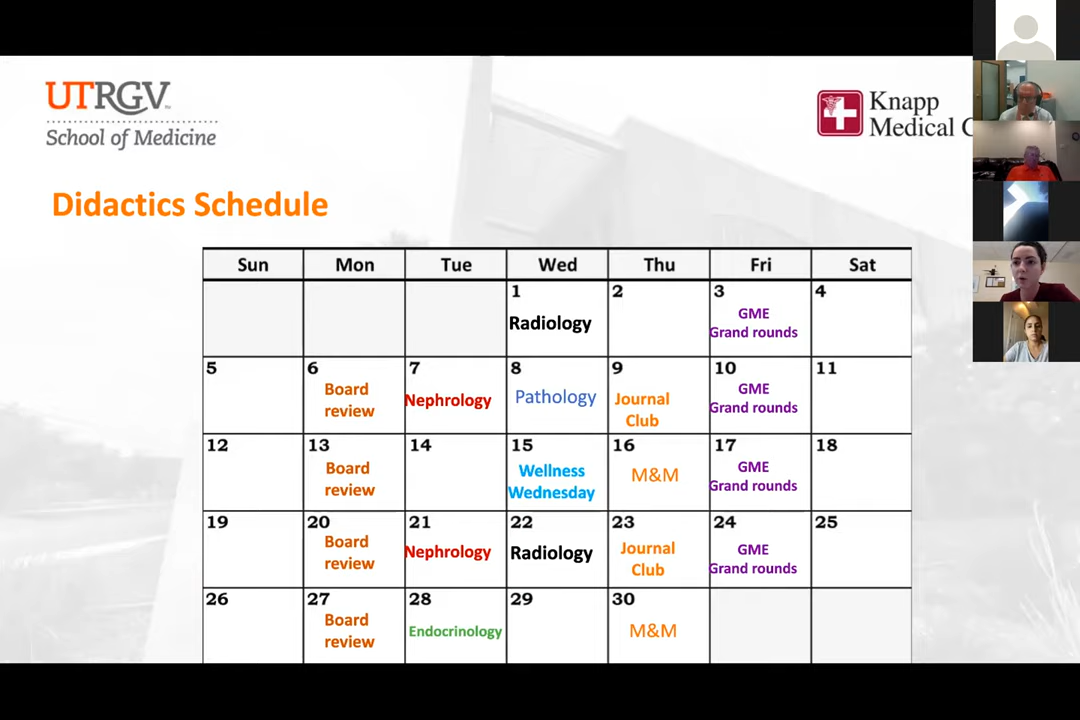 UTRGV
School of Medicine
Knapp
Medical C
Didactics Schedule
Sun Mon Tue Wed Thu Fri Sat
1 2 3 4
Radiology
GME
Grand rounds
5 6 7 8 9 10 11
Board
review
Nephrology
Pathology
Journal
Club
GME
Grand rounds
12 13 14 15 16 17 18
Board
review
Wellness
Wednesday
M&M
GME
Grand rounds
19 20 21 22 23 24 25
Board
review
Nephrology
Radiology
Journal
Club
GME
Grand rounds
26 27 28 29 30
Board
review
Endocrinology
M&M